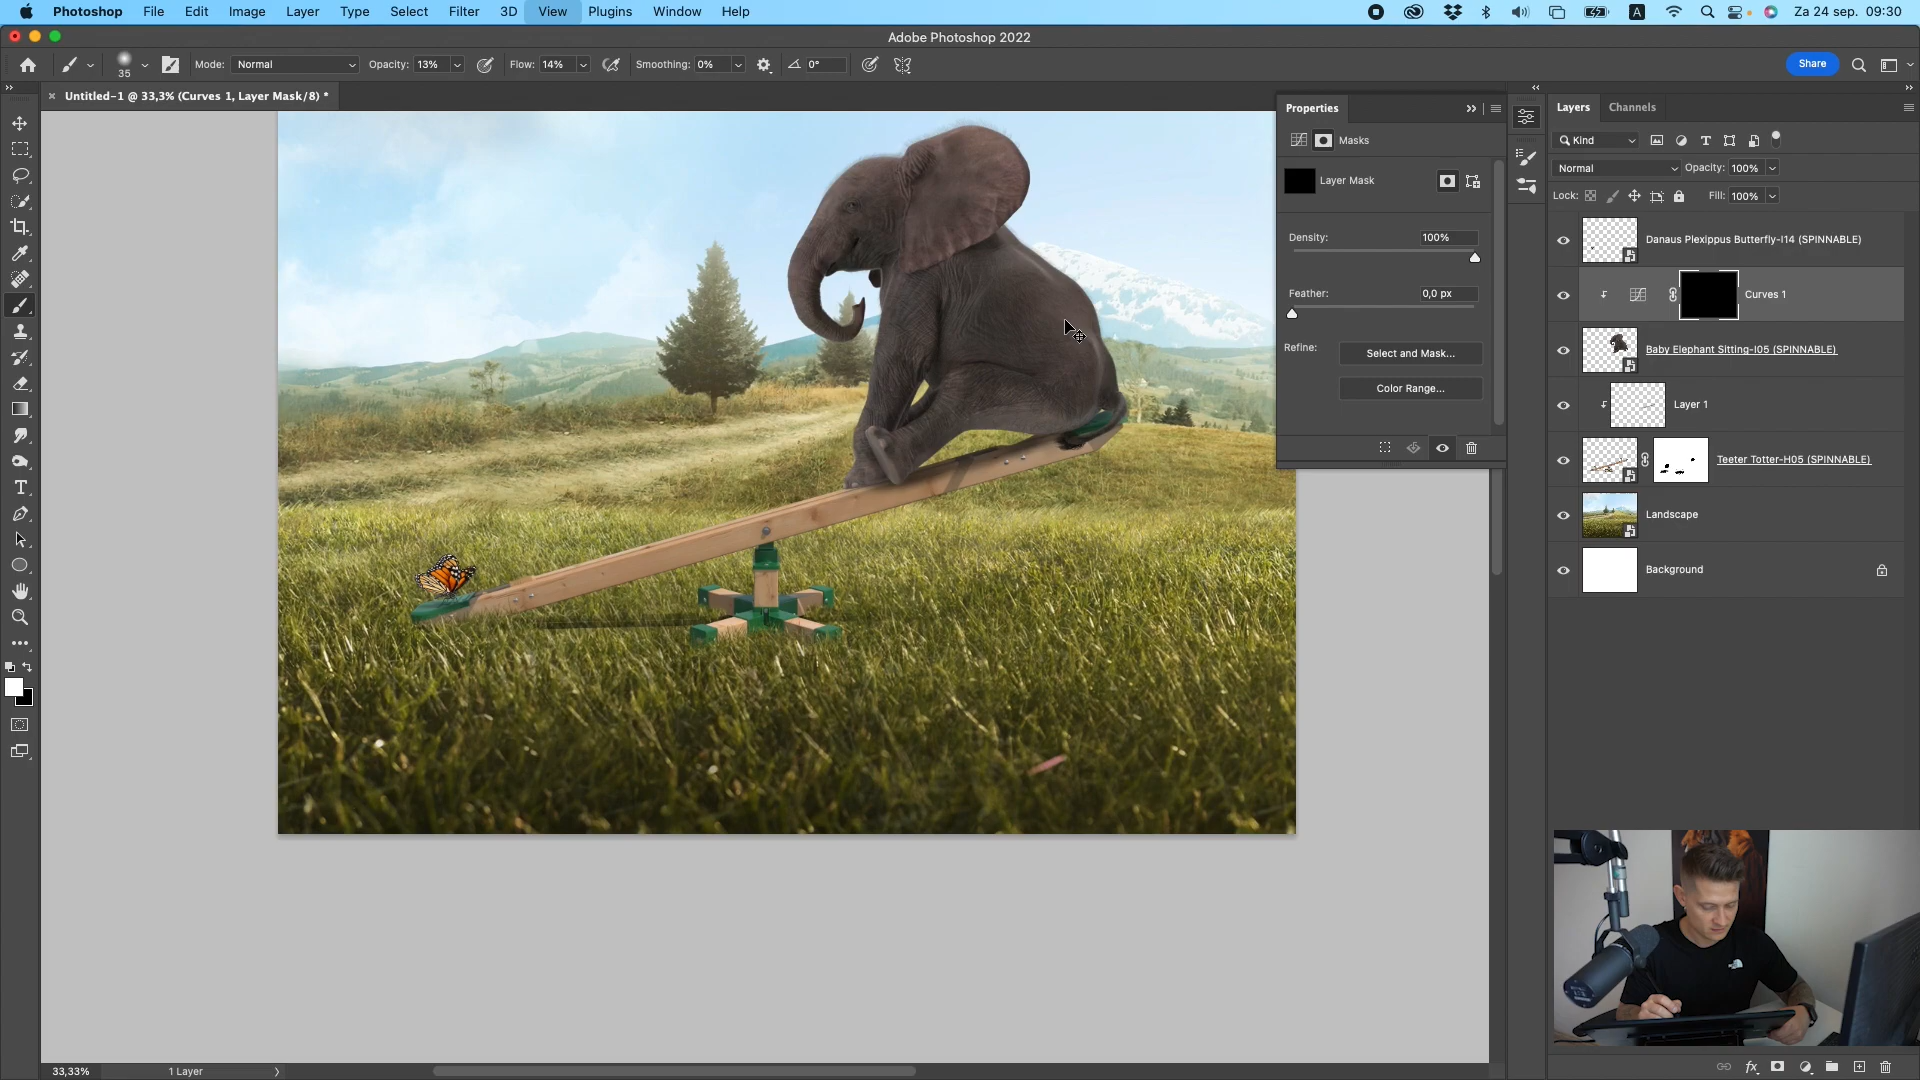 Photoshop File Edit Image Layer Type Select Filter 3D View Plugins Window Help A Za 24 sep. 09:30
Adobe Photoshop 2022
35 Mode: Normal Opacity: 13% Flow: 14% Smoothing: 0% 0° Share
Untitled-1 @ 33,3% (Curves 1, Layer Mask/8) *
Properties
Masks
Layer Mask
Density: 100%
Feather: 0,0 px
Refine: Select and Mask...
Color Range...
Layers Channels
Kind
Normal Opacity: 100%
Lock: Fill: 100%
Danaus Plexippus Butterfly-I14 (SPINNABLE)
Curves 1
Baby Elephant Sitting-I05 (SPINNABLE)
Layer 1
Teeter Totter-H05 (SPINNABLE)
Landscape
Background
33,33% 1 Layer